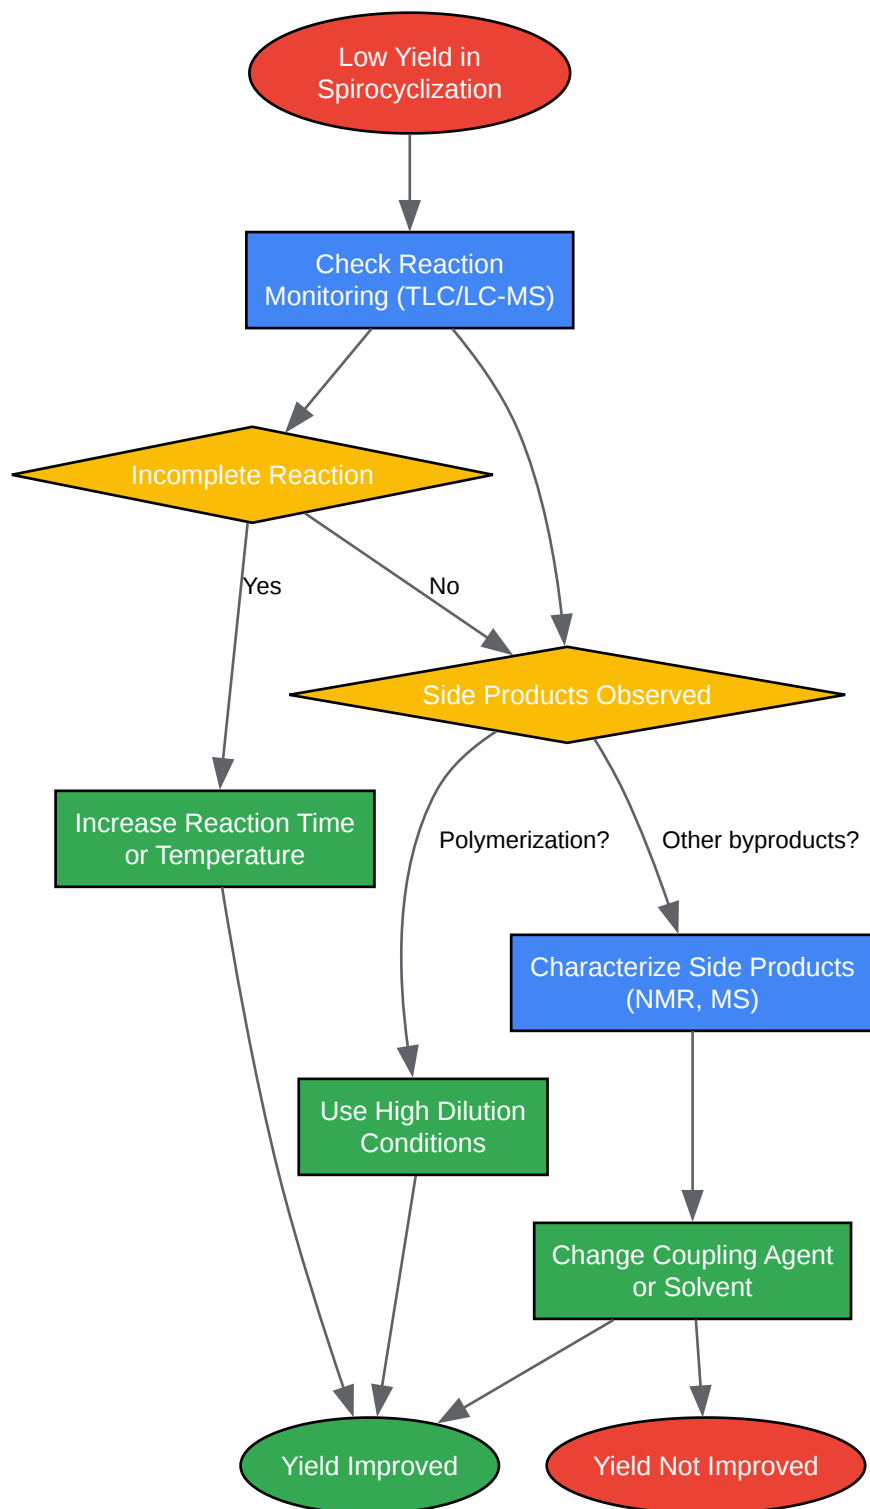 Low Yield in
Spirocyclization
Check Reaction
Monitoring (TLC/LC-MS)
Incomplete Reaction
Yes
No
Side Products Observed
Increase Reaction Time
or Temperature
Polymerization?
Other byproducts?
Characterize Side Products
(NMR, MS)
Use High Dilution
Conditions
Change Coupling Agent
or Solvent
Yield Improved
Yield Not Improved